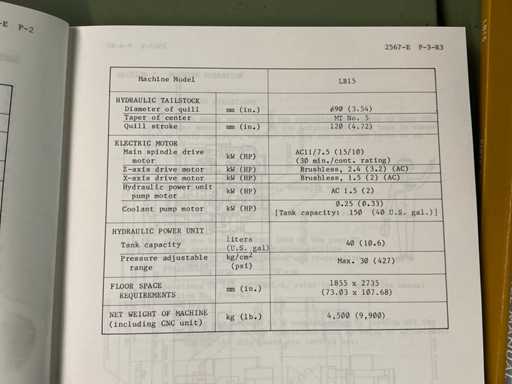 -E P-2
2567-E P-3-R3
Machine Model LB15
HYDRAULIC TAILSTOCK
Diameter of quill mm (in.) ø90 (3.54)
Taper of center MT No. 5
Quill stroke mm (in.) 120 (4.72)
ELECTRIC MOTOR
Main spindle drive motor kW (HP) AC11/7.5 (15/10)
(30 min./cont. rating)
Z-axis drive motor kW (HP) Brushless, 2.4 (3.2) (AC)
X-axis drive motor kW (HP) Brushless, 1.5 (2) (AC)
Hydraulic power unit
pump motor kW (HP) AC 1.5 (2)
Coolant pump motor kW (HP) 0.25 (0.33)
[Tank capacity: 150 (40 U.S. gal.)]
HYDRAULIC POWER UNIT
Tank capacity liters
(U.S. gal) 40 (10.6)
Pressure adjustable
range kg/cm²
(psi) Max. 30 (427)
FLOOR SPACE
REQUIREMENTS mm (in.) 1855 x 2735
(73.03 x 107.68)
NET WEIGHT OF MACHINE
(including CNC unit) kg (lb.) 4,500 (9,900)